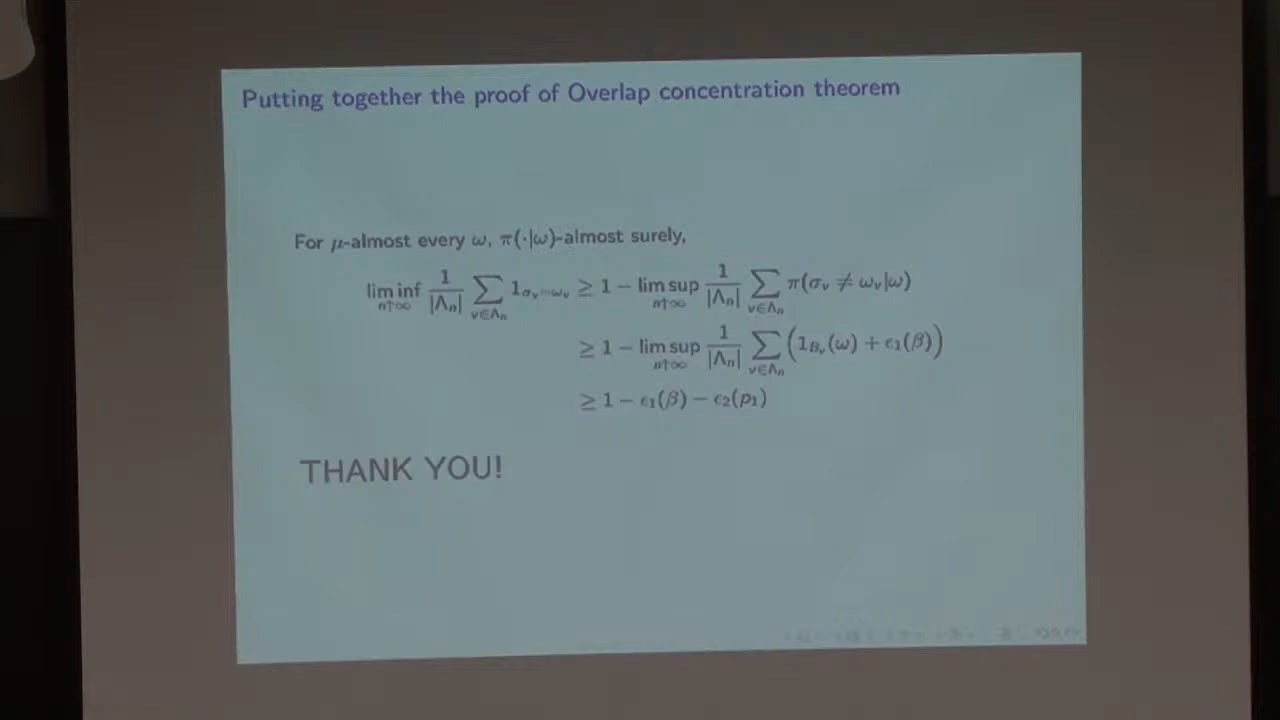 Putting together the proof of Overlap concentration theorem
For μ-almost every ω, π(·|ω)-almost surely,
lim inf_{n↑∞} 1/|Λ_n| ∑_{v∈Λ_n} 1_{σ_v=ω_v} ≥ 1 − lim sup_{n↑∞} 1/|Λ_n| ∑_{v∈Λ_n} π(σ_v ≠ ω_v|ω)
≥ 1 − lim sup_{n↑∞} 1/|Λ_n| ∑_{v∈Λ_n} (1_{B_v}(ω) + ε_1(β))
≥ 1 − ε_1(β) − ε_2(p_1)
THANK YOU!